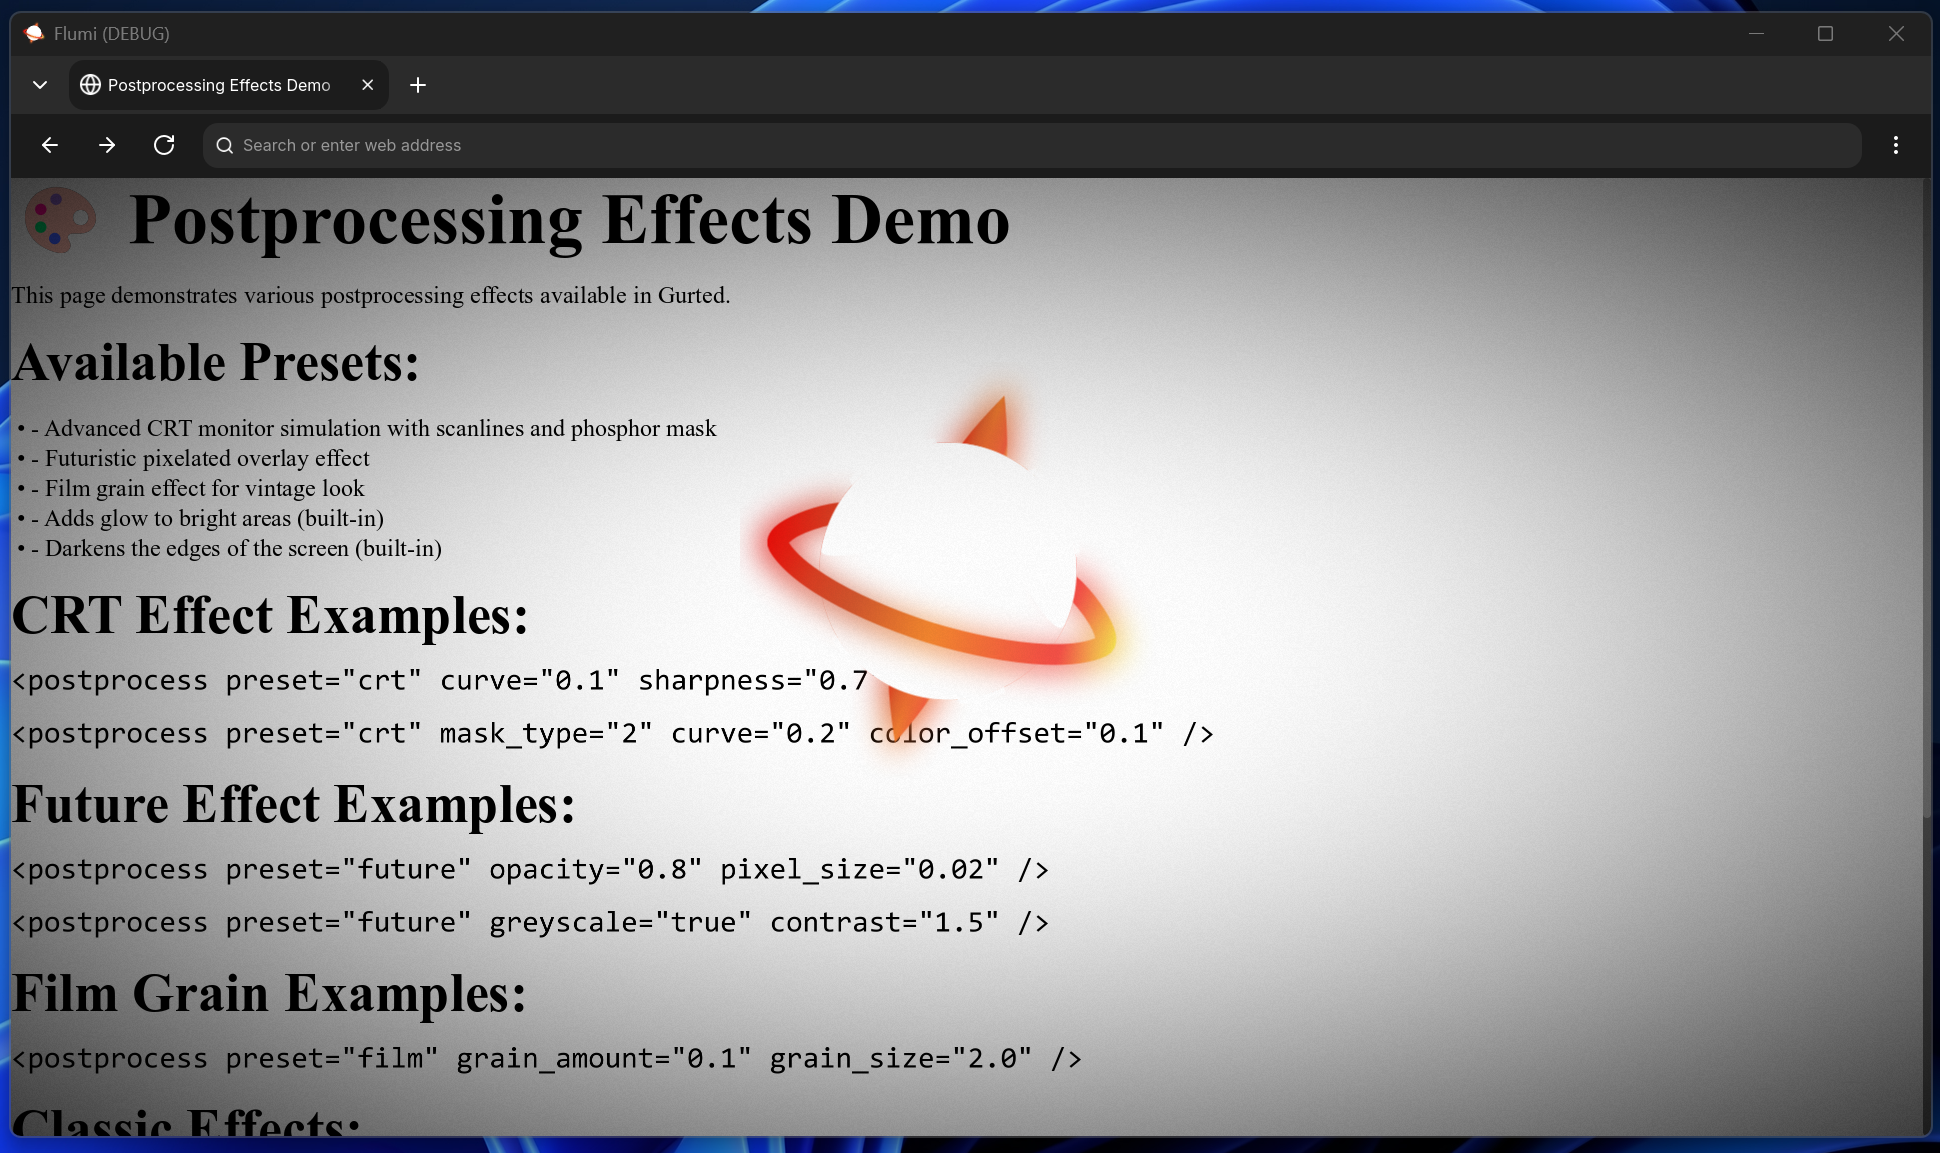 Flumi (DEBUG)
Postprocessing Effects Demo
Search or enter web address
Postprocessing Effects Demo
This page demonstrates various postprocessing effects available in Gurted.
Available Presets:
• - Advanced CRT monitor simulation with scanlines and phosphor mask
• - Futuristic pixelated overlay effect
• - Film grain effect for vintage look
• - Adds glow to bright areas (built-in)
• - Darkens the edges of the screen (built-in)
CRT Effect Examples:
<postprocess preset="crt" curve="0.1" sharpness="0.7
<postprocess preset="crt" mask_type="2" curve="0.2" color_offset="0.1" />
Future Effect Examples:
<postprocess preset="future" opacity="0.8" pixel_size="0.02" />
<postprocess preset="future" greyscale="true" contrast="1.5" />
Film Grain Examples:
<postprocess preset="film" grain_amount="0.1" grain_size="2.0" />
Classic Effects: